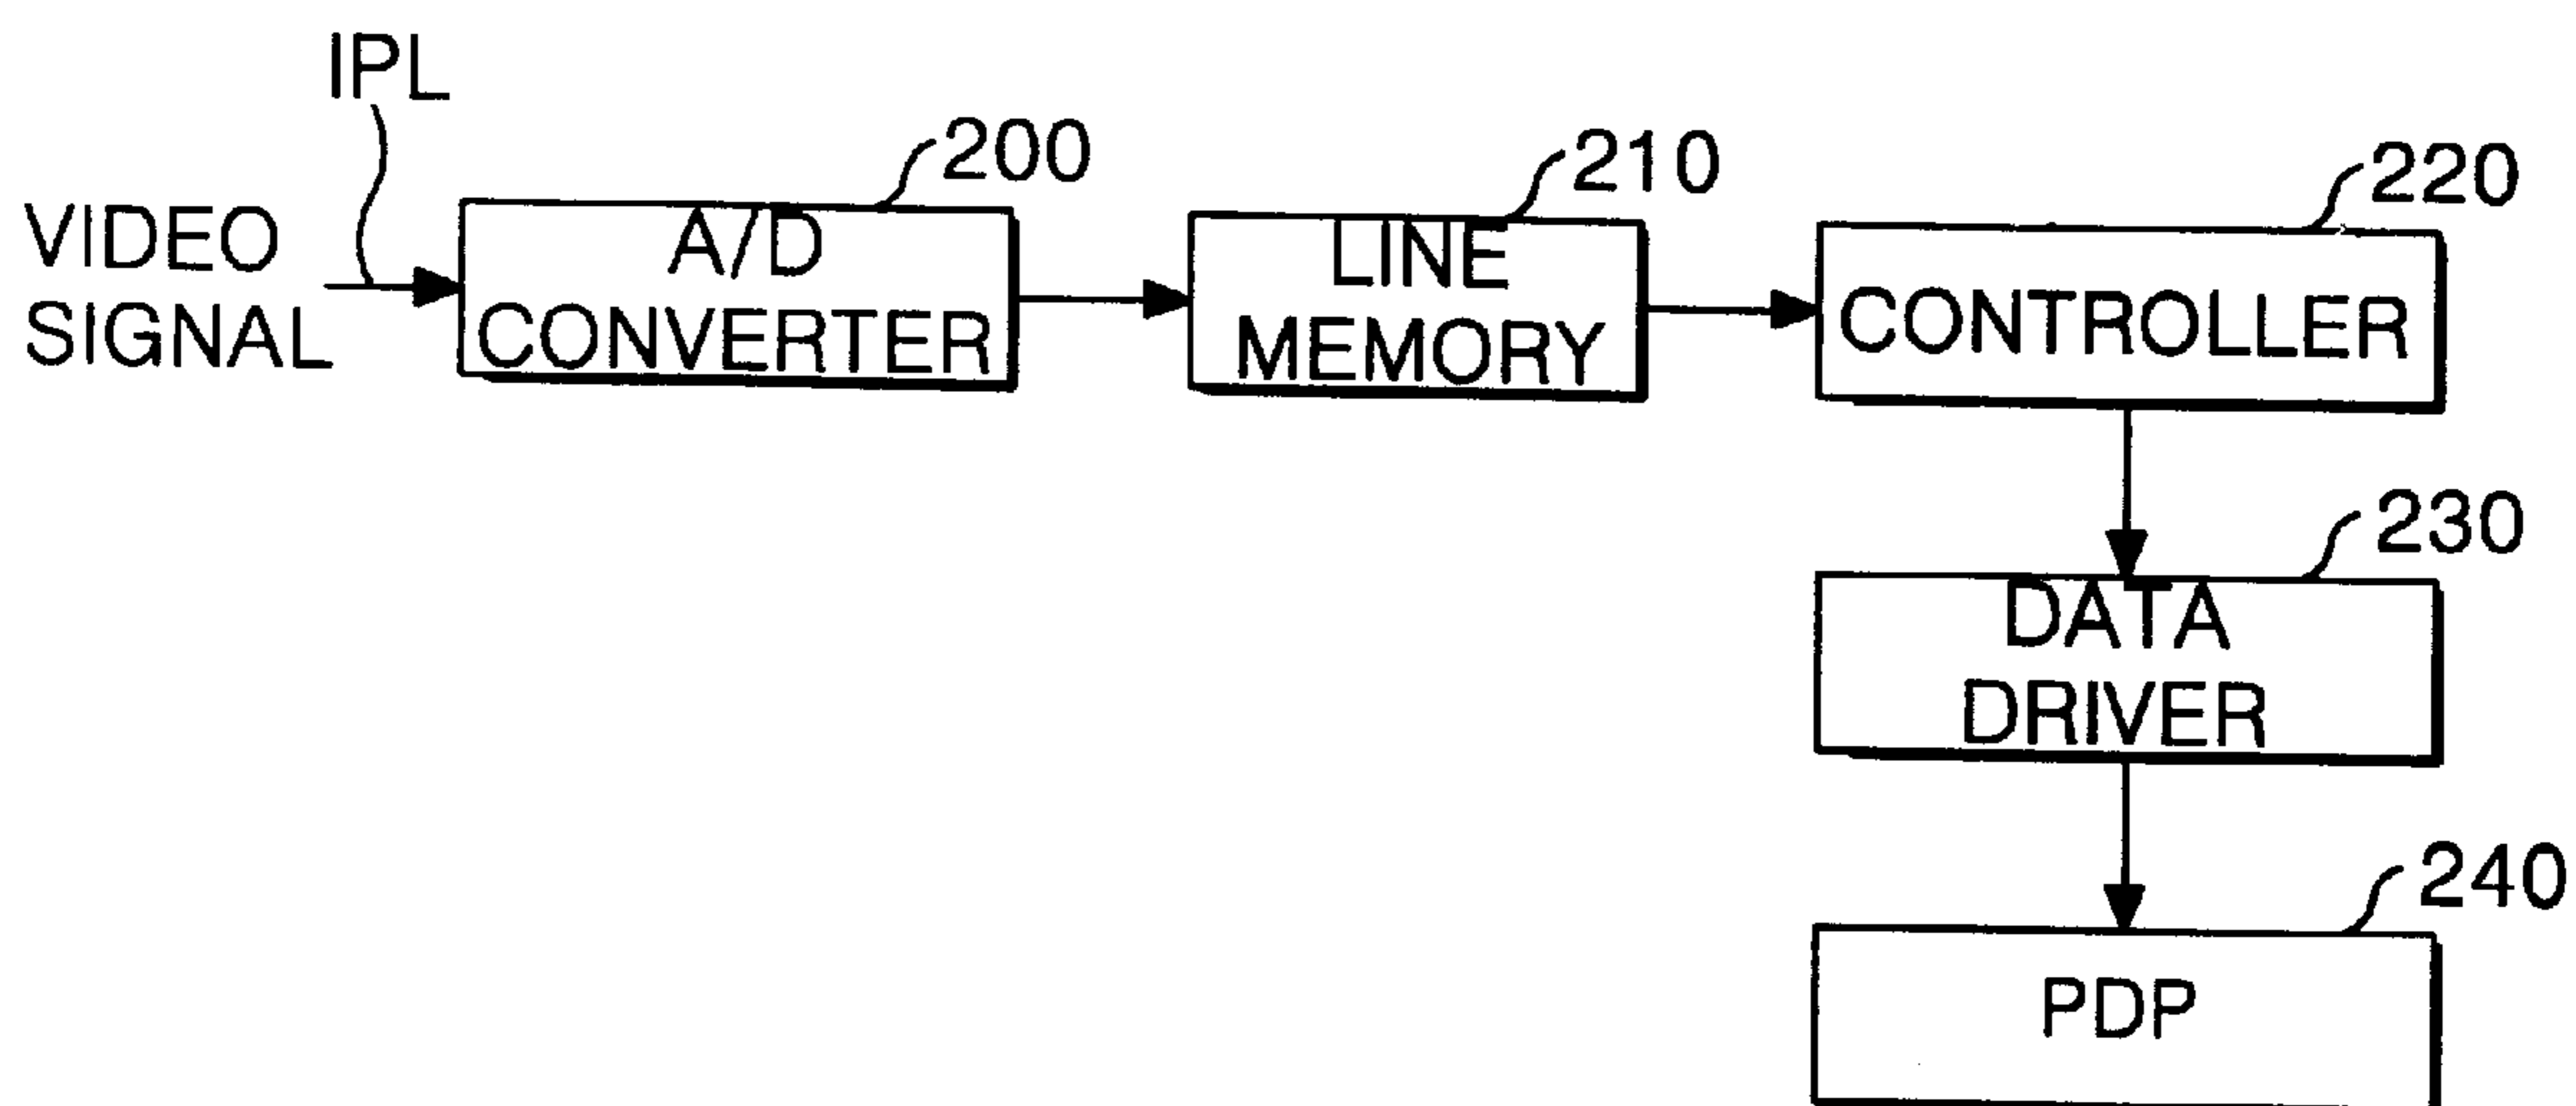 IPL
VIDEO
SIGNAL
200
A/D
CONVERTER
210
LINE
MEMORY
220
CONTROLLER
230
DATA
DRIVER
240
PDP